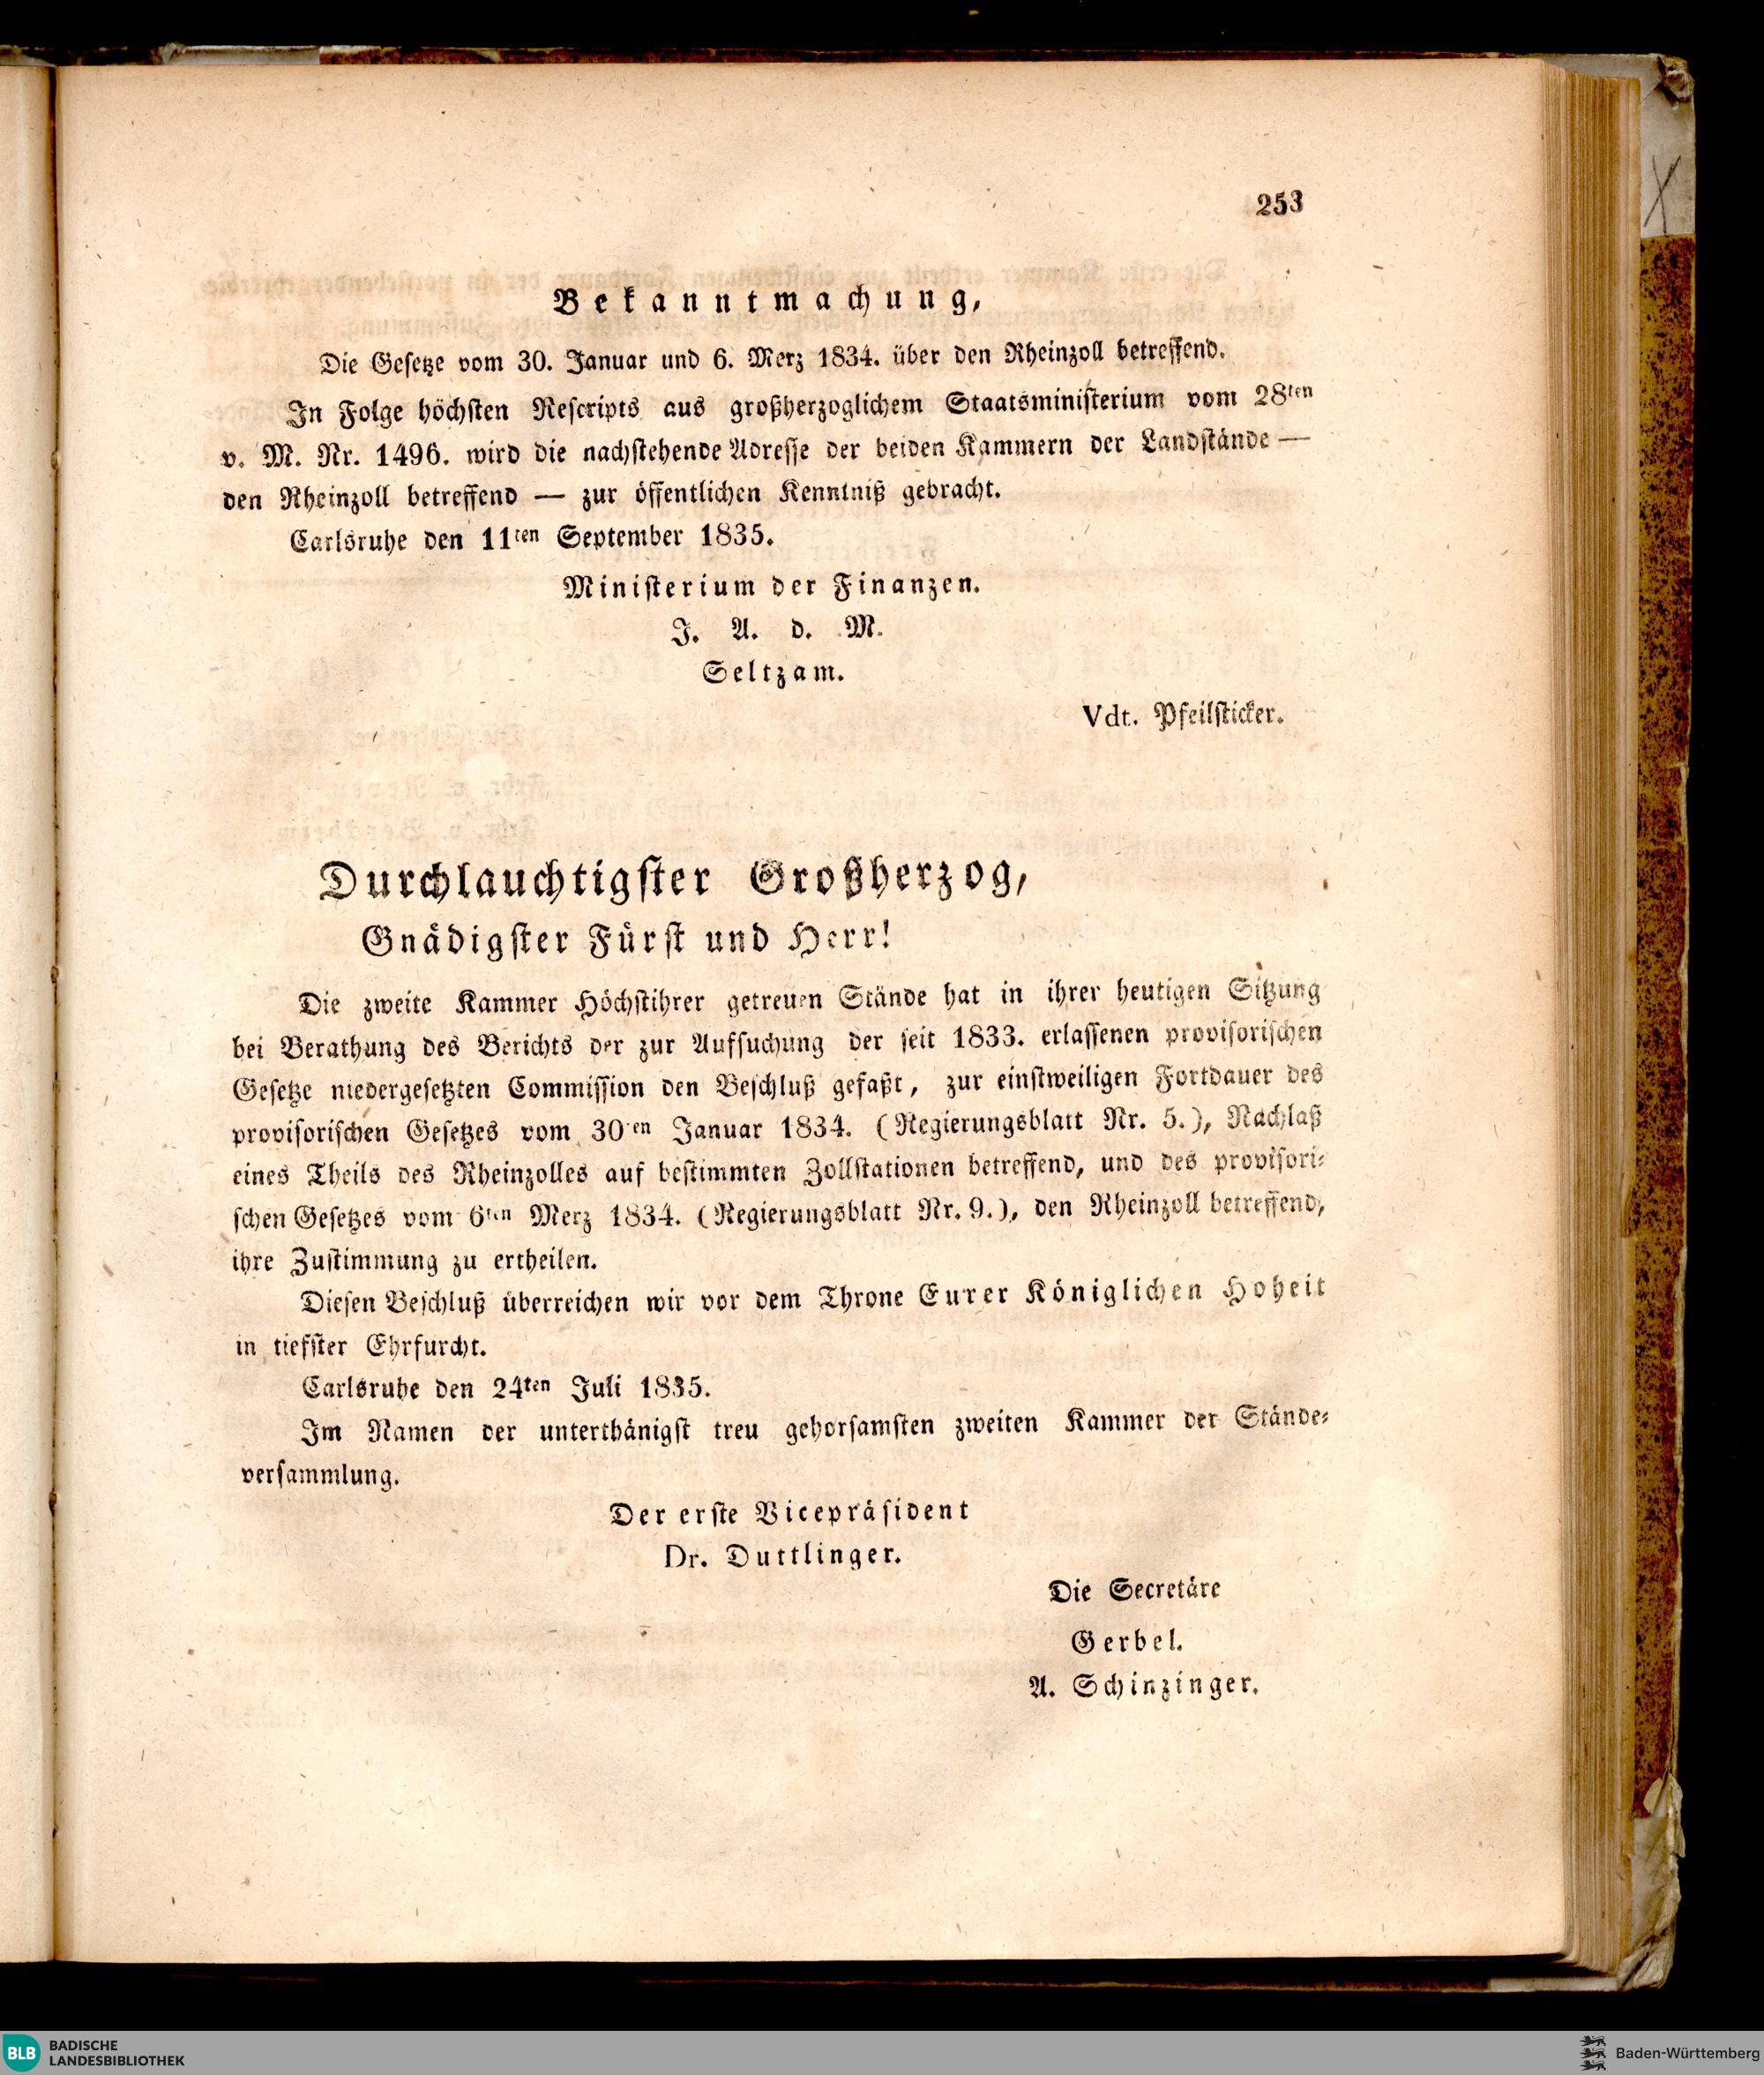 253
Bekanntmachung,
Die Gesetze vom 30. Januar und 6. Merz 1834. über den Rheinzoll betreffend.
In Folge höchsten Rescripts aus großherzoglichem Staatsministerium vom 28ten
v. M. Nr. 1496. wird die nachstehende Adresse der beiden Kammern der Landstände —
den Rheinzoll betreffend — zur öffentlichen Kenntniß gebracht.
Carlsruhe den 11ten September 1835.
Ministerium der Finanzen.
J. A. d. M.
Seltzam.
Vdt. Pfeilsticker.
Durchlauchtigster Großherzog,
Gnädigster Fürst und Herr!
Die zweite Kammer Höchstihrer getreuen Stände hat in ihrer heutigen Sitzung
bei Berathung des Berichts der zur Aufsuchung der seit 1833. erlassenen provisorischen
Gesetze niedergesetzten Commission den Beschluß gefaßt, zur einstweiligen Fortdauer des
provisorischen Gesetzes vom 30ten Januar 1834. (Regierungsblatt Nr. 5.), Nachlaß
eines Theils des Rheinzolles auf bestimmten Zollstationen betreffend, und des provisori-
schen Gesetzes vom 6ten Merz 1834. (Regierungsblatt Nr. 9.), den Rheinzoll betreffend,
ihre Zustimmung zu ertheilen.
Diesen Beschluß überreichen wir vor dem Throne Eurer Königlichen Hoheit
in tiefster Ehrfurcht.
Carlsruhe den 24ten Juli 1835.
Im Namen der unterthänigst treu gehorsamsten zweiten Kammer der Stände-
versammlung.
Der erste Vicepräsident
Dr. Duttlinger.
Die Secretäre
Gerbel.
A. Schinzinger.
BLB BADISCHE
LANDESBIBLIOTHEK
Baden-Württemberg